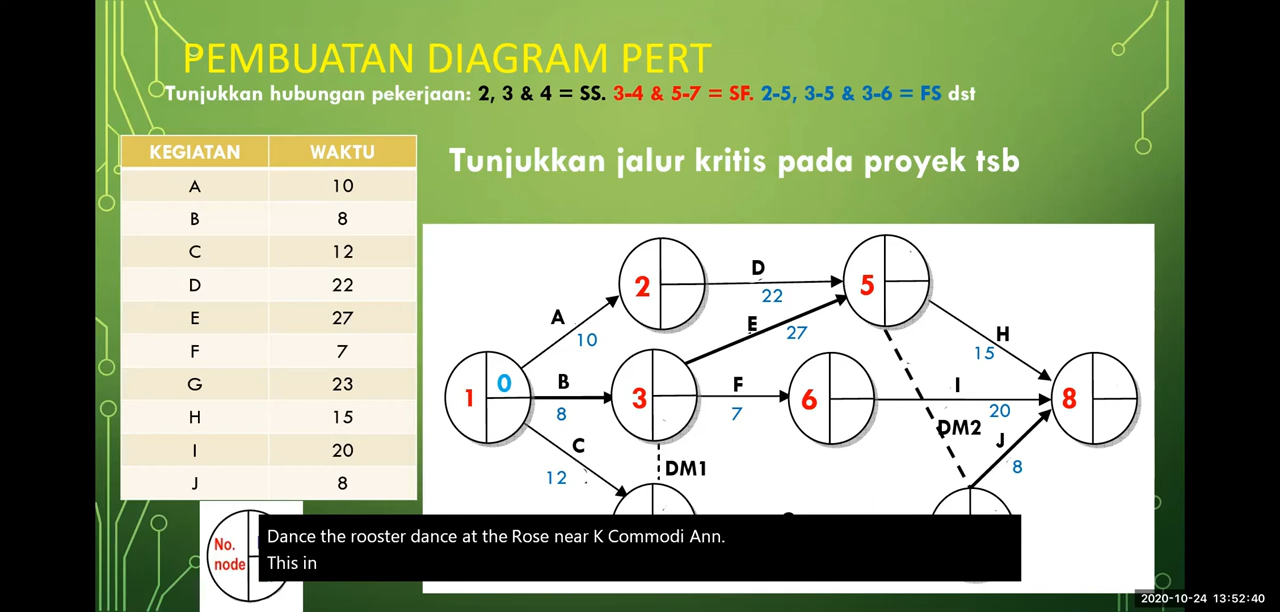 PEMBUATAN DIAGRAM PERT
Tunjukkan hubungan pekerjaan: 2, 3 & 4 = SS. 3-4 & 5-7 = SF. 2-5, 3-5 & 3-6 = FS dst
Tunjukkan jalur kritis pada proyek tsb
KEGIATAN WAKTU
A 10
B 8
C 12
D 22
E 27
F 7
G 23
H 15
I 20
J 8
2
D
22
5
A
10
E
27
H
15
1
0
B
8
3
F
7
6
I
20
8
C
12
DM1
DM2
J
8
No.
node
Dance the rooster dance at the Rose near K Commodi Ann.
This in
2020-10-24 13:52:40